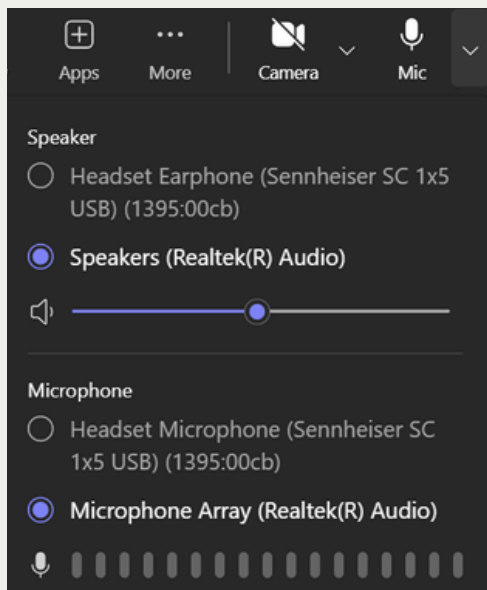 Apps More Camera Mic
Speaker
Headset Earphone (Sennheiser SC 1x5
USB) (1395:00cb)
Speakers (Realtek(R) Audio)
Microphone
Headset Microphone (Sennheiser SC
1x5 USB) (1395:00cb)
Microphone Array (Realtek(R) Audio)